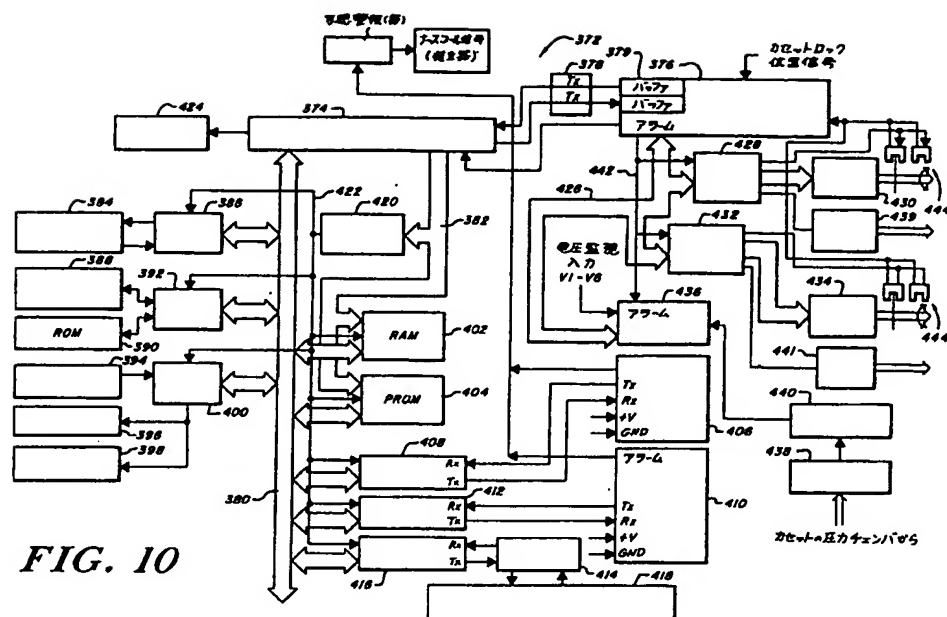 可聴警報(部)
ナースコール信号
(輸出部)
372
379
376
カセットロック
位置信号
378
Tx
Tx
バッファ
バッファ
アラーム
424
374
428
442
426
430
444
439
422
420
382
384
386
388
392
ROM
390
394
400
396
398
432
電圧監視
入力
V1-V8
436
アラーム
434
444
441
440
438
カセットの圧力チェンバから
RAM
402
PROM
404
Tx
Rx
+V
GND
406
408
Rx
Tx
アラーム
Tx
Rx
+V
GND
410
412
Rx
Tx
416
Rx
Tx
414
418
380
FIG. 10